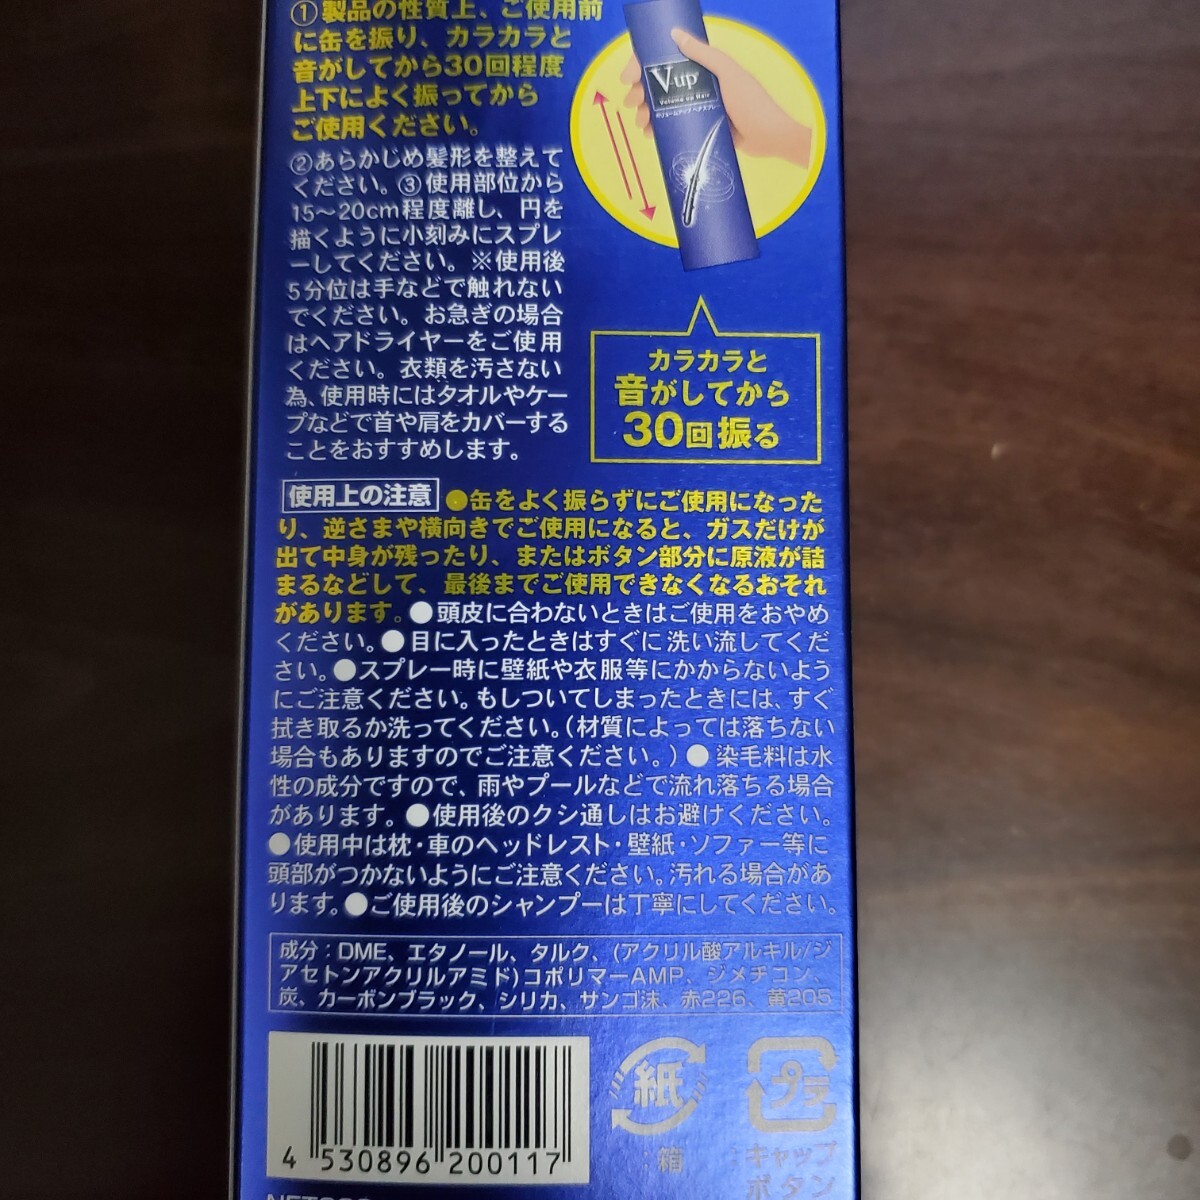 ①製品の性質上、ご使用前
に缶を振り、カラカラと
音がしてから30回程度
上下によく振ってから
ご使用ください。
②あらかじめ髪形を整えて
ください。③使用部位から
15〜20cm程度離し、円を
描くように小刻みにスプレ
ーしてください。※使用後
5分位は手などで触れない
でください。お急ぎの場合
はヘアドライヤーをご使用
ください。衣類を汚さない
為、使用時にはタオルやケー
プなどで首や肩をカバーする
ことをおすすめします。
V-up
Volume up Hair
ボリュームアップ ヘアスプレー
カラカラと
音がしてから
30回振る
使用上の注意 ●缶をよく振らずにご使用になった
り、逆さまや横向きでご使用になると、ガスだけが
出て中身が残ったり、またはボタン部分に原液が詰
まるなどして、最後までご使用できなくなるおそれ
があります。●頭皮に合わないときはご使用をおやめ
ください。●目に入ったときはすぐに洗い流してくだ
さい。●スプレー時に壁紙や衣服等にかからないよう
にご注意ください。もしついてしまったときには、すぐ
拭き取るか洗ってください。(材質によっては落ちない
場合もありますのでご注意ください。)●染毛料は水
性の成分ですので、雨やプールなどで流れ落ちる場合
があります。●使用後のクシ通しはお避けください。
●使用中は枕・車のヘッドレスト・壁紙・ソファー等に
頭部がつかないようにご注意ください。汚れる場合があ
ります。●ご使用後のシャンプーは丁寧にしてください。
成分:DME、エタノール、タルク、(アクリル酸アルキル/ジ
アセトンアクリルアミド)コポリマーAMP、ジメチコン、
炭、カーボンブラック、シリカ、サンゴ末、赤226、黄205
4 530896 200117
紙
:箱
プラ
:キャップ
ボタン